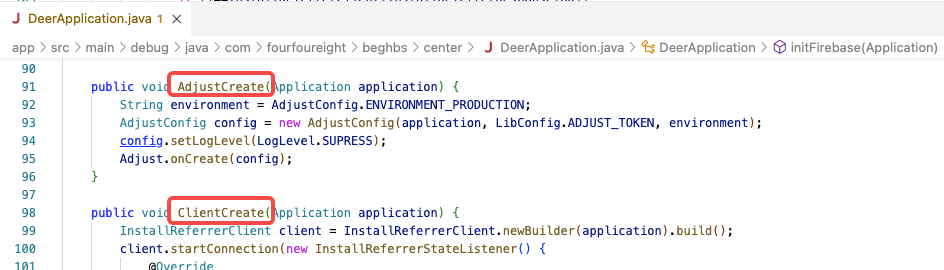 DeerApplication.java 1
app > src > main > debug > java > com > fourfoureight > beghbs > center > DeerApplication.java > DeerApplication > initFirebase(Application)
90
91 public void AdjustCreate(Application application) {
92 String environment = AdjustConfig.ENVIRONMENT_PRODUCTION;
93 AdjustConfig config = new AdjustConfig(application, LibConfig.ADJUST_TOKEN, environment);
94 config.setLogLevel(LogLevel.SUPRESS);
95 Adjust.onCreate(config);
96 }
97
98 public void ClientCreate(Application application) {
99 InstallReferrerClient client = InstallReferrerClient.newBuilder(application).build();
100 client.startConnection(new InstallReferrerStateListener() {
101 @Override